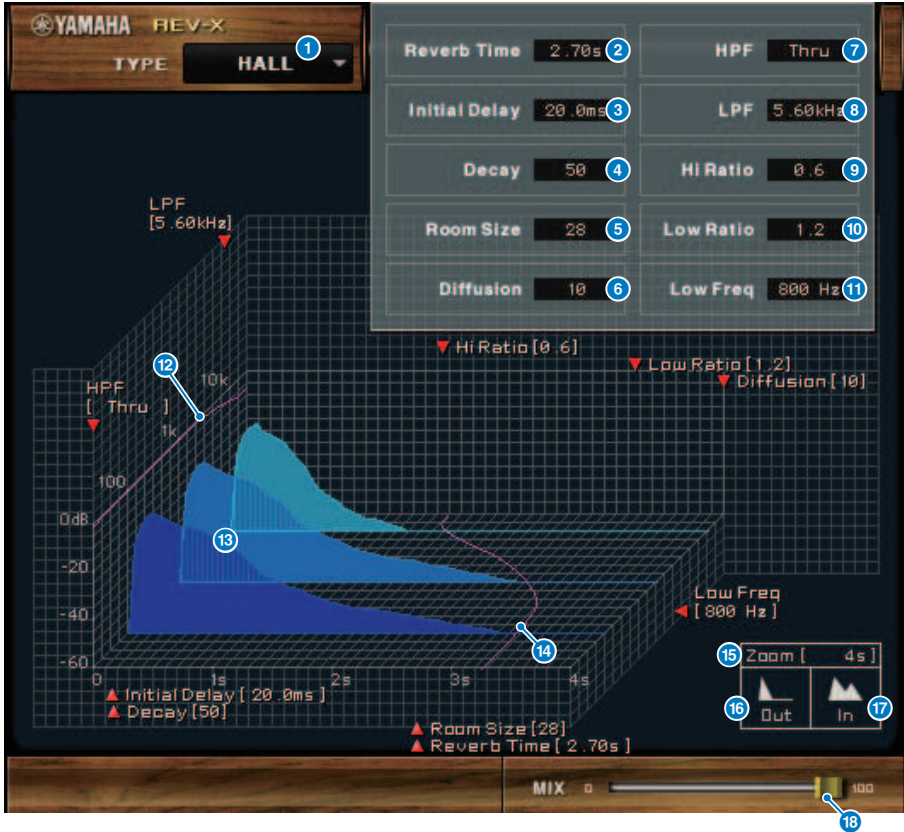 YAMAHA REV-X
TYPE HALL 1
Reverb Time 2.70s 2
HPF Thru 7
Initial Delay 20.0ms 3
LPF 5.60kHz 8
Decay 50 4
Hi Ratio 0.6 9
Room Size 28 5
Low Ratio 1.2 10
Diffusion 10 6
Low Freq 800 Hz 11
LPF
[5.60kHz]
Hi Ratio[0.6]
Low Ratio[1.2]
Diffusion[10]
12
HPF
[ Thru ]
10k
1k
100
0dB
-20
-40
-60
13
14
Low Freq
[800 Hz]
0 1s 2s 3s 4s
Initial Delay[ 20.0ms ]
Decay[50]
Room Size[28]
Reverb Time[ 2.70s ]
15 Zoom[ 4s]
16 Out In 17
MIX 0 100
18